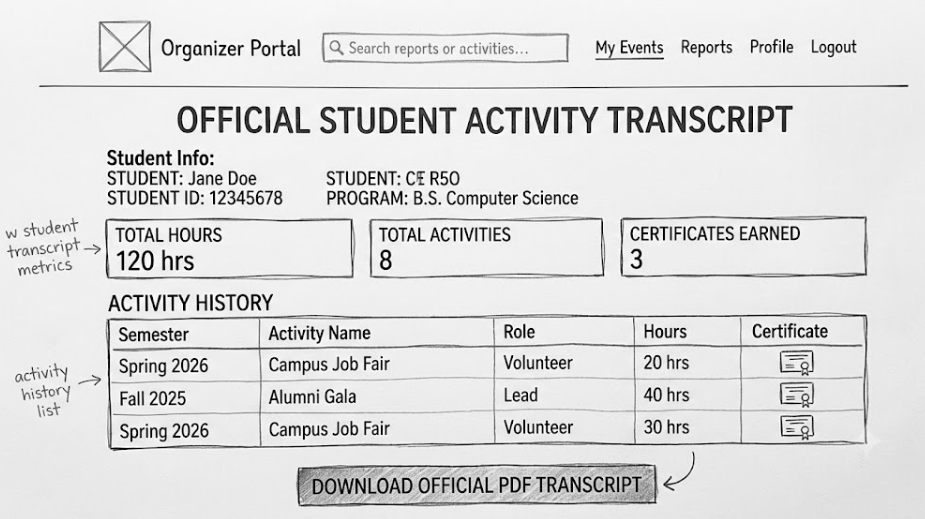 Organizer Portal
Search reports or activities...
My Events Reports Profile Logout
OFFICIAL STUDENT ACTIVITY TRANSCRIPT
Student Info:
STUDENT: Jane Doe STUDENT: R50
STUDENT ID: 12345678 PROGRAM: B.S. Computer Science
w student
transcript
metrics
TOTAL HOURS
120 hrs
TOTAL ACTIVITIES
8
CERTIFICATES EARNED
3
ACTIVITY HISTORY
Semester Activity Name Role Hours Certificate
Spring 2026 Campus Job Fair Volunteer 20 hrs
Fall 2025 Alumni Gala Lead 40 hrs
Spring 2026 Campus Job Fair Volunteer 30 hrs
activity
history
list
DOWNLOAD OFFICIAL PDF TRANSCRIPT